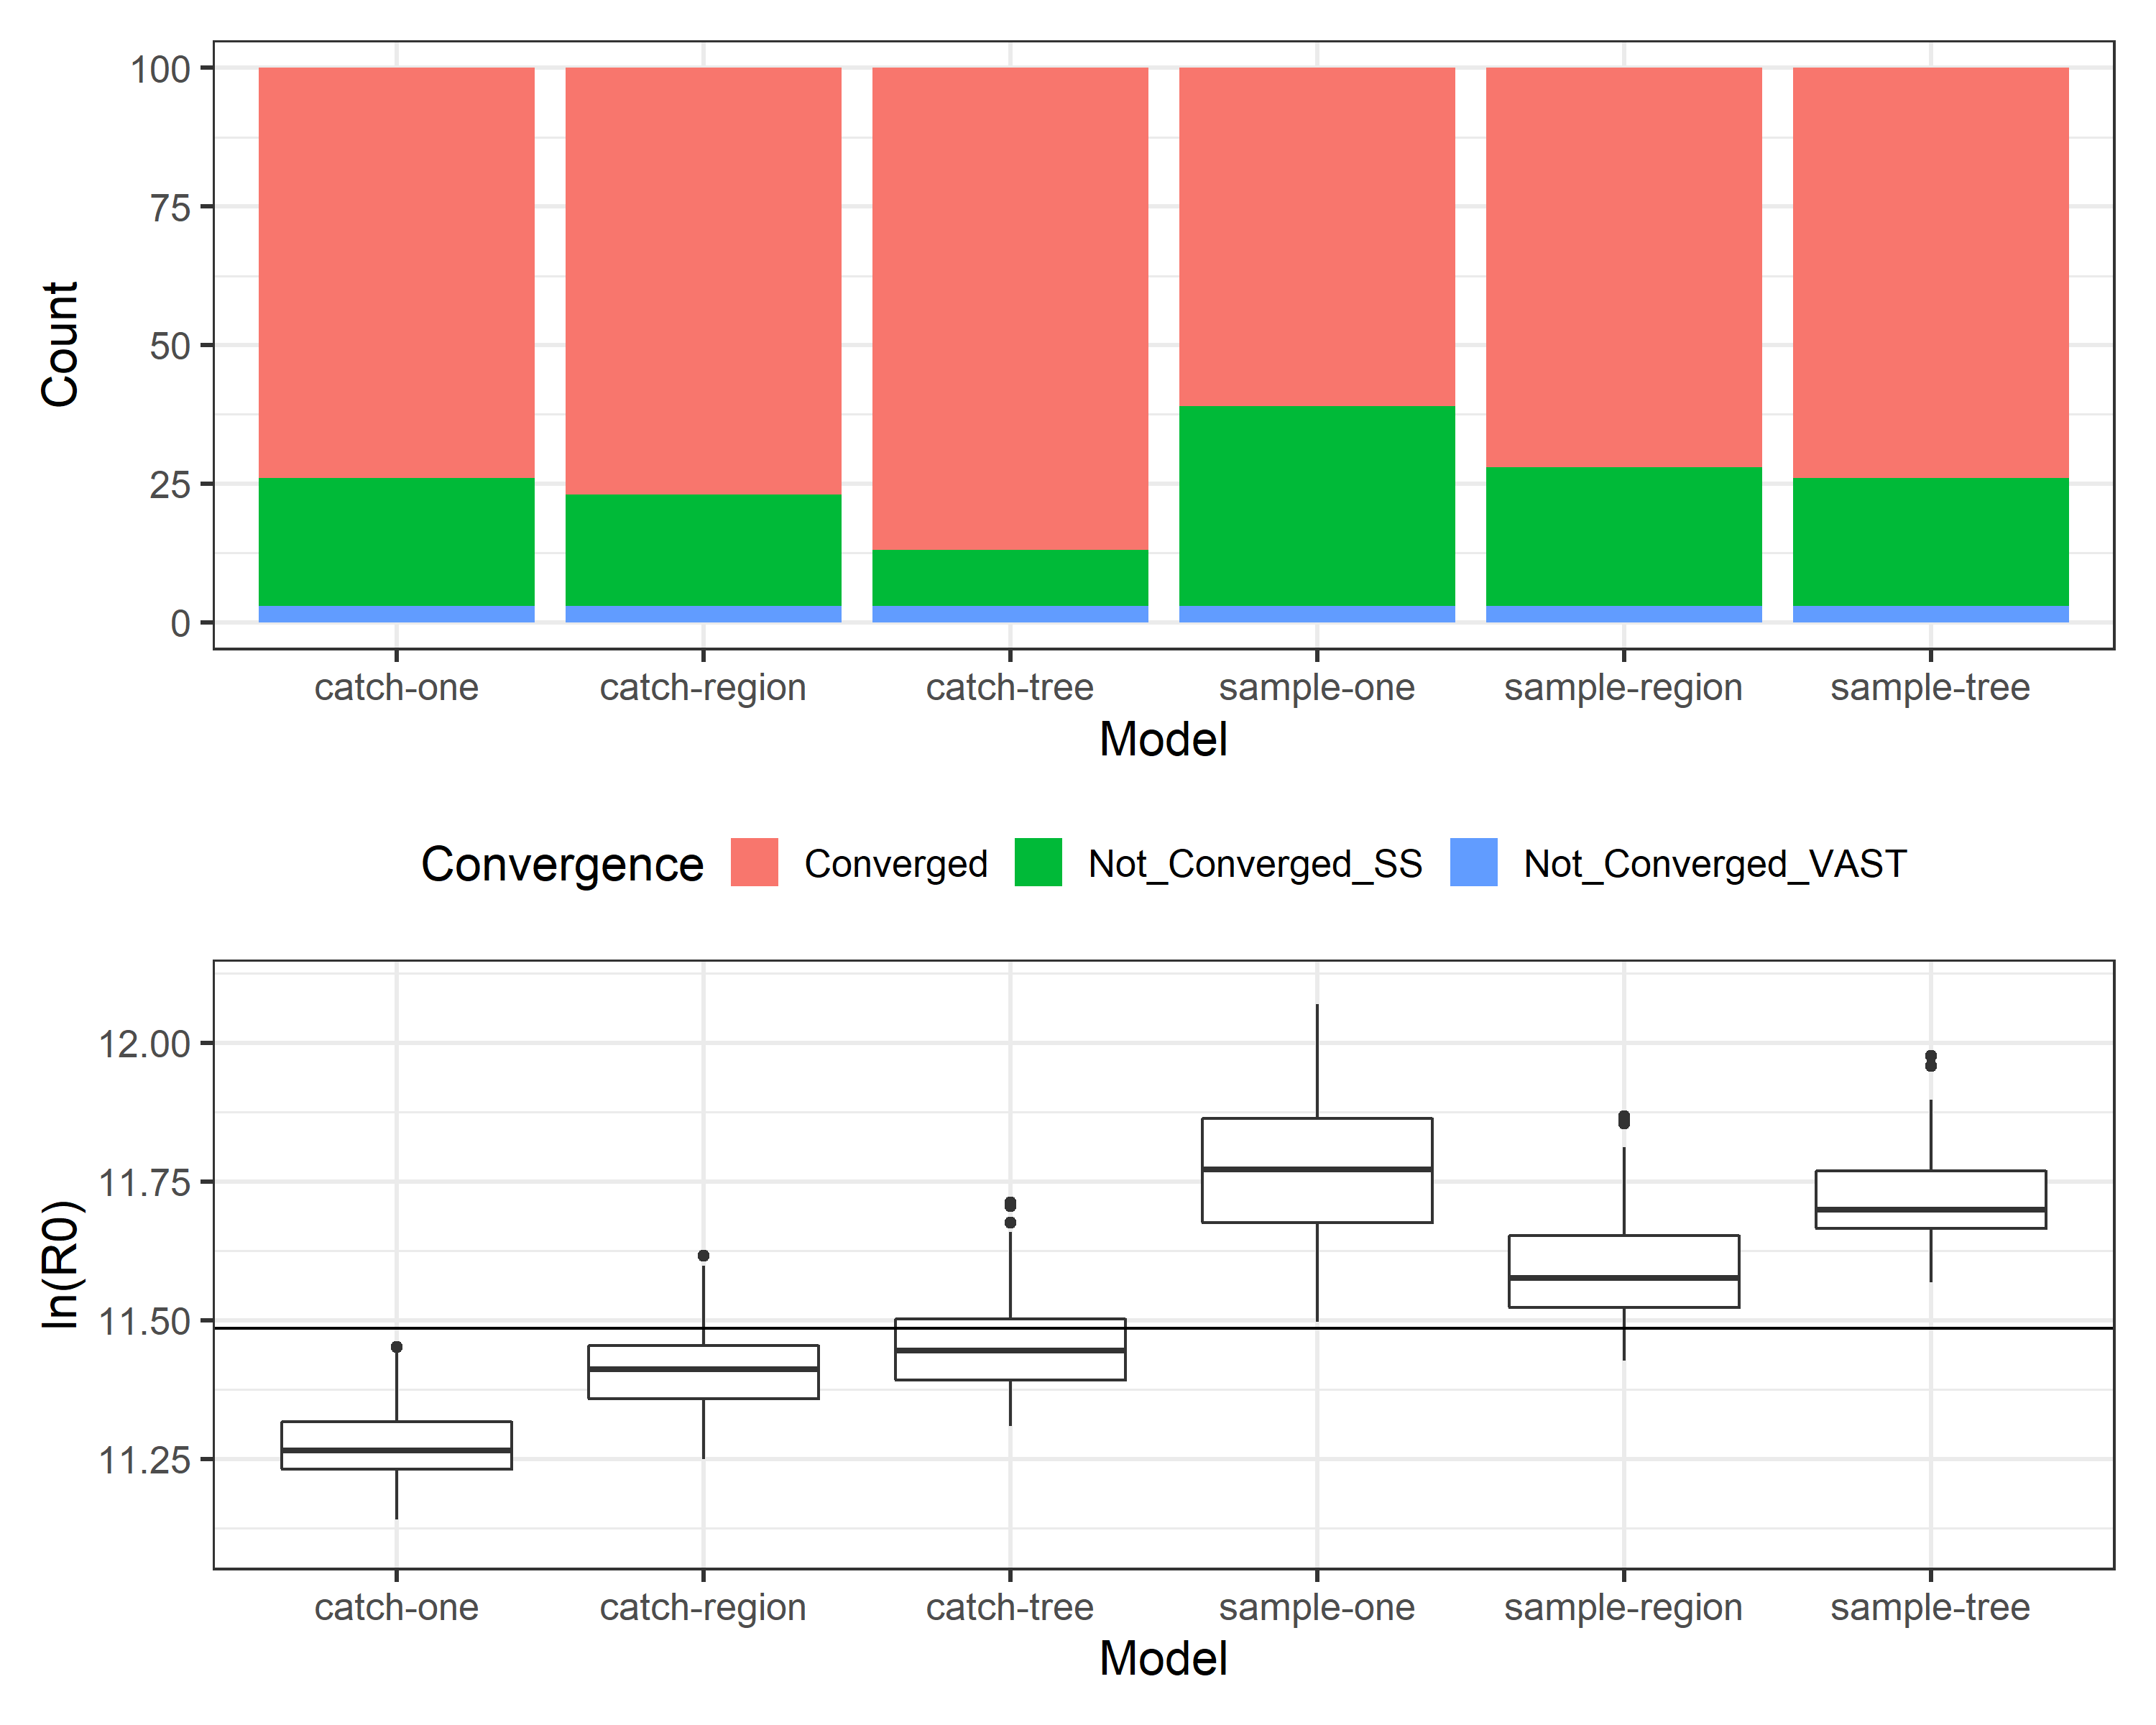 100
75
50
25
0
Count
catch-one catch-region catch-tree sample-one sample-region sample-tree
Model
Convergence Converged Not_Converged_SS Not_Converged_VAST
12.00
11.75
11.50
11.25
ln(R0)
catch-one catch-region catch-tree sample-one sample-region sample-tree
Model